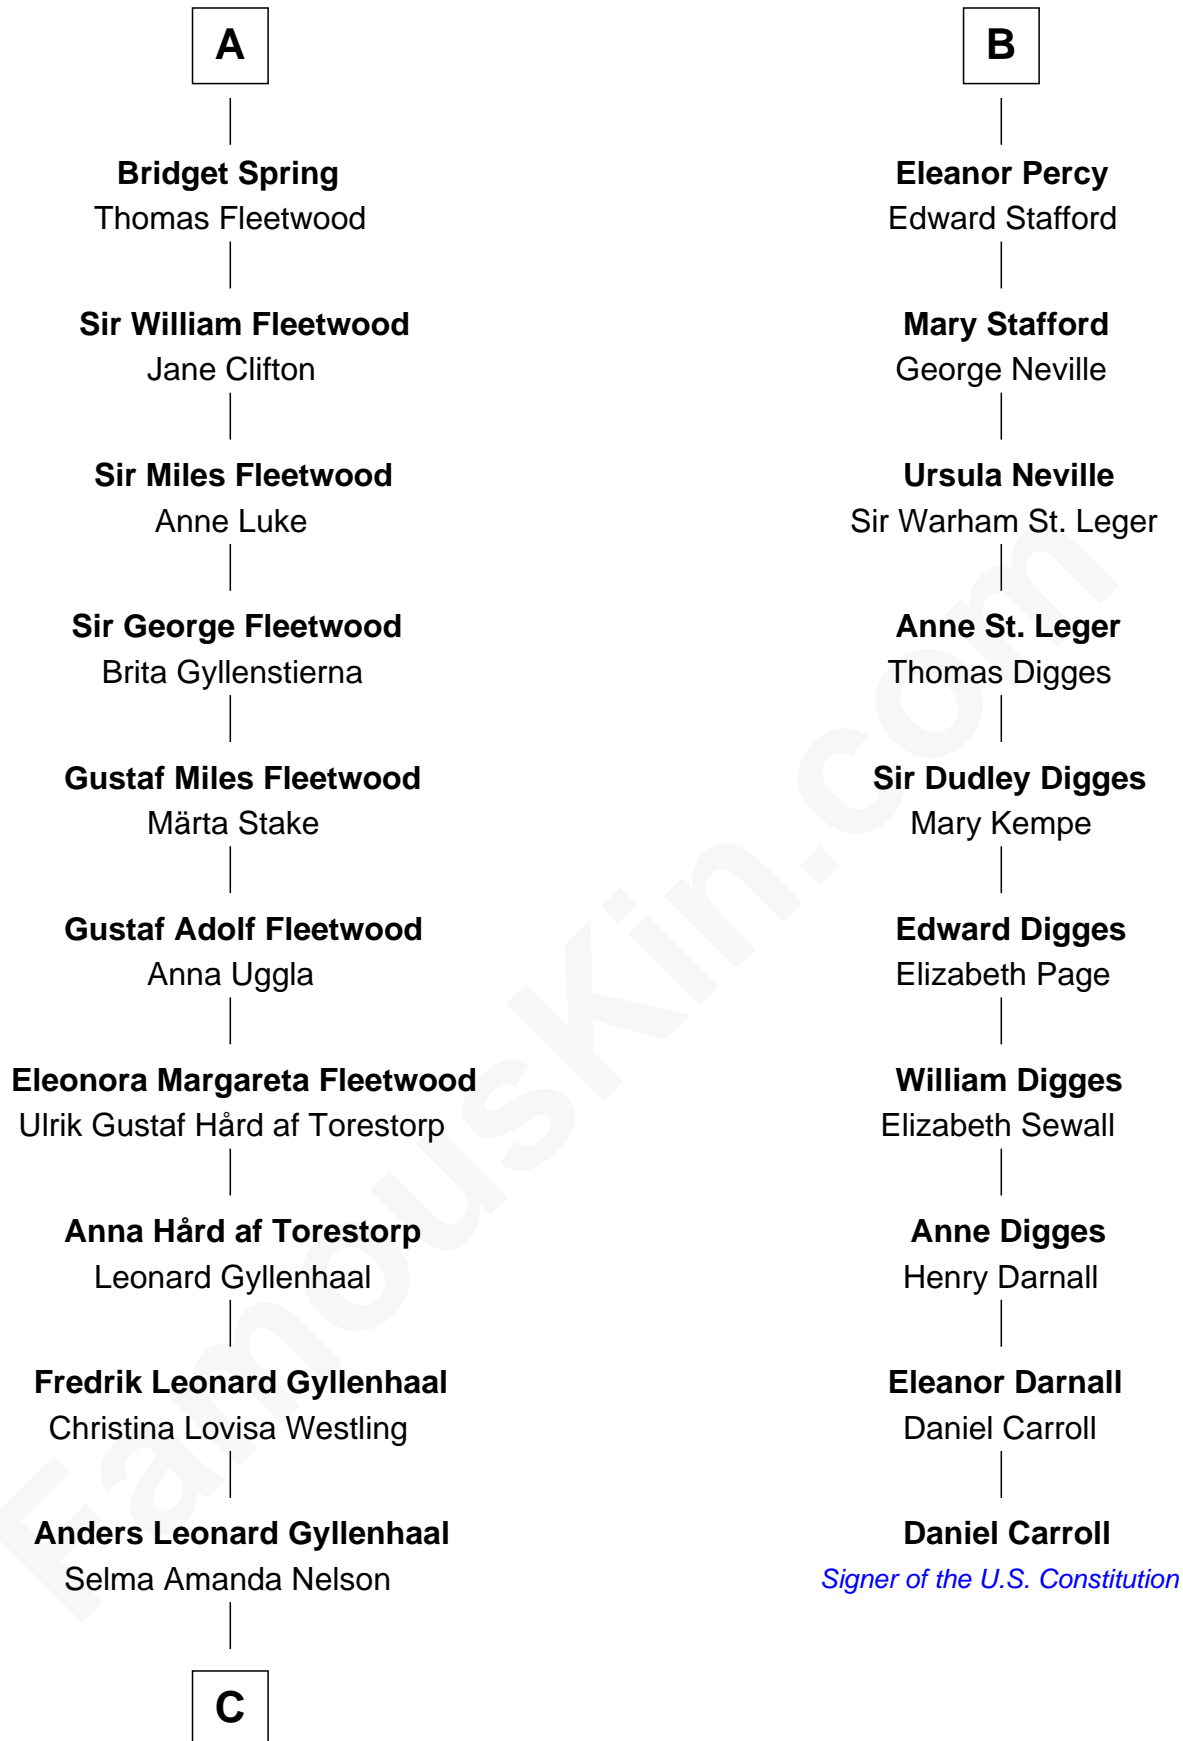 A
Bridget Spring
Thomas Fleetwood
Sir William Fleetwood
Jane Clifton
Sir Miles Fleetwood
Anne Luke
Sir George Fleetwood
Brita Gyllenstierna
Gustaf Miles Fleetwood
Märta Stake
Gustaf Adolf Fleetwood
Anna Uggla
Eleonora Margareta Fleetwood
Ulrik Gustaf Hård af Torestorp
Anna Hård af Torestorp
Leonard Gyllenhaal
Fredrik Leonard Gyllenhaal
Christina Lovisa Westling
Anders Leonard Gyllenhaal
Selma Amanda Nelson
C
B
Eleanor Percy
Edward Stafford
Mary Stafford
George Neville
Ursula Neville
Sir Warham St. Leger
Anne St. Leger
Thomas Digges
Sir Dudley Digges
Mary Kempe
Edward Digges
Elizabeth Page
William Digges
Elizabeth Sewall
Anne Digges
Henry Darnall
Eleanor Darnall
Daniel Carroll
Daniel Carroll
Signer of the U.S. Constitution
FamousKin.com